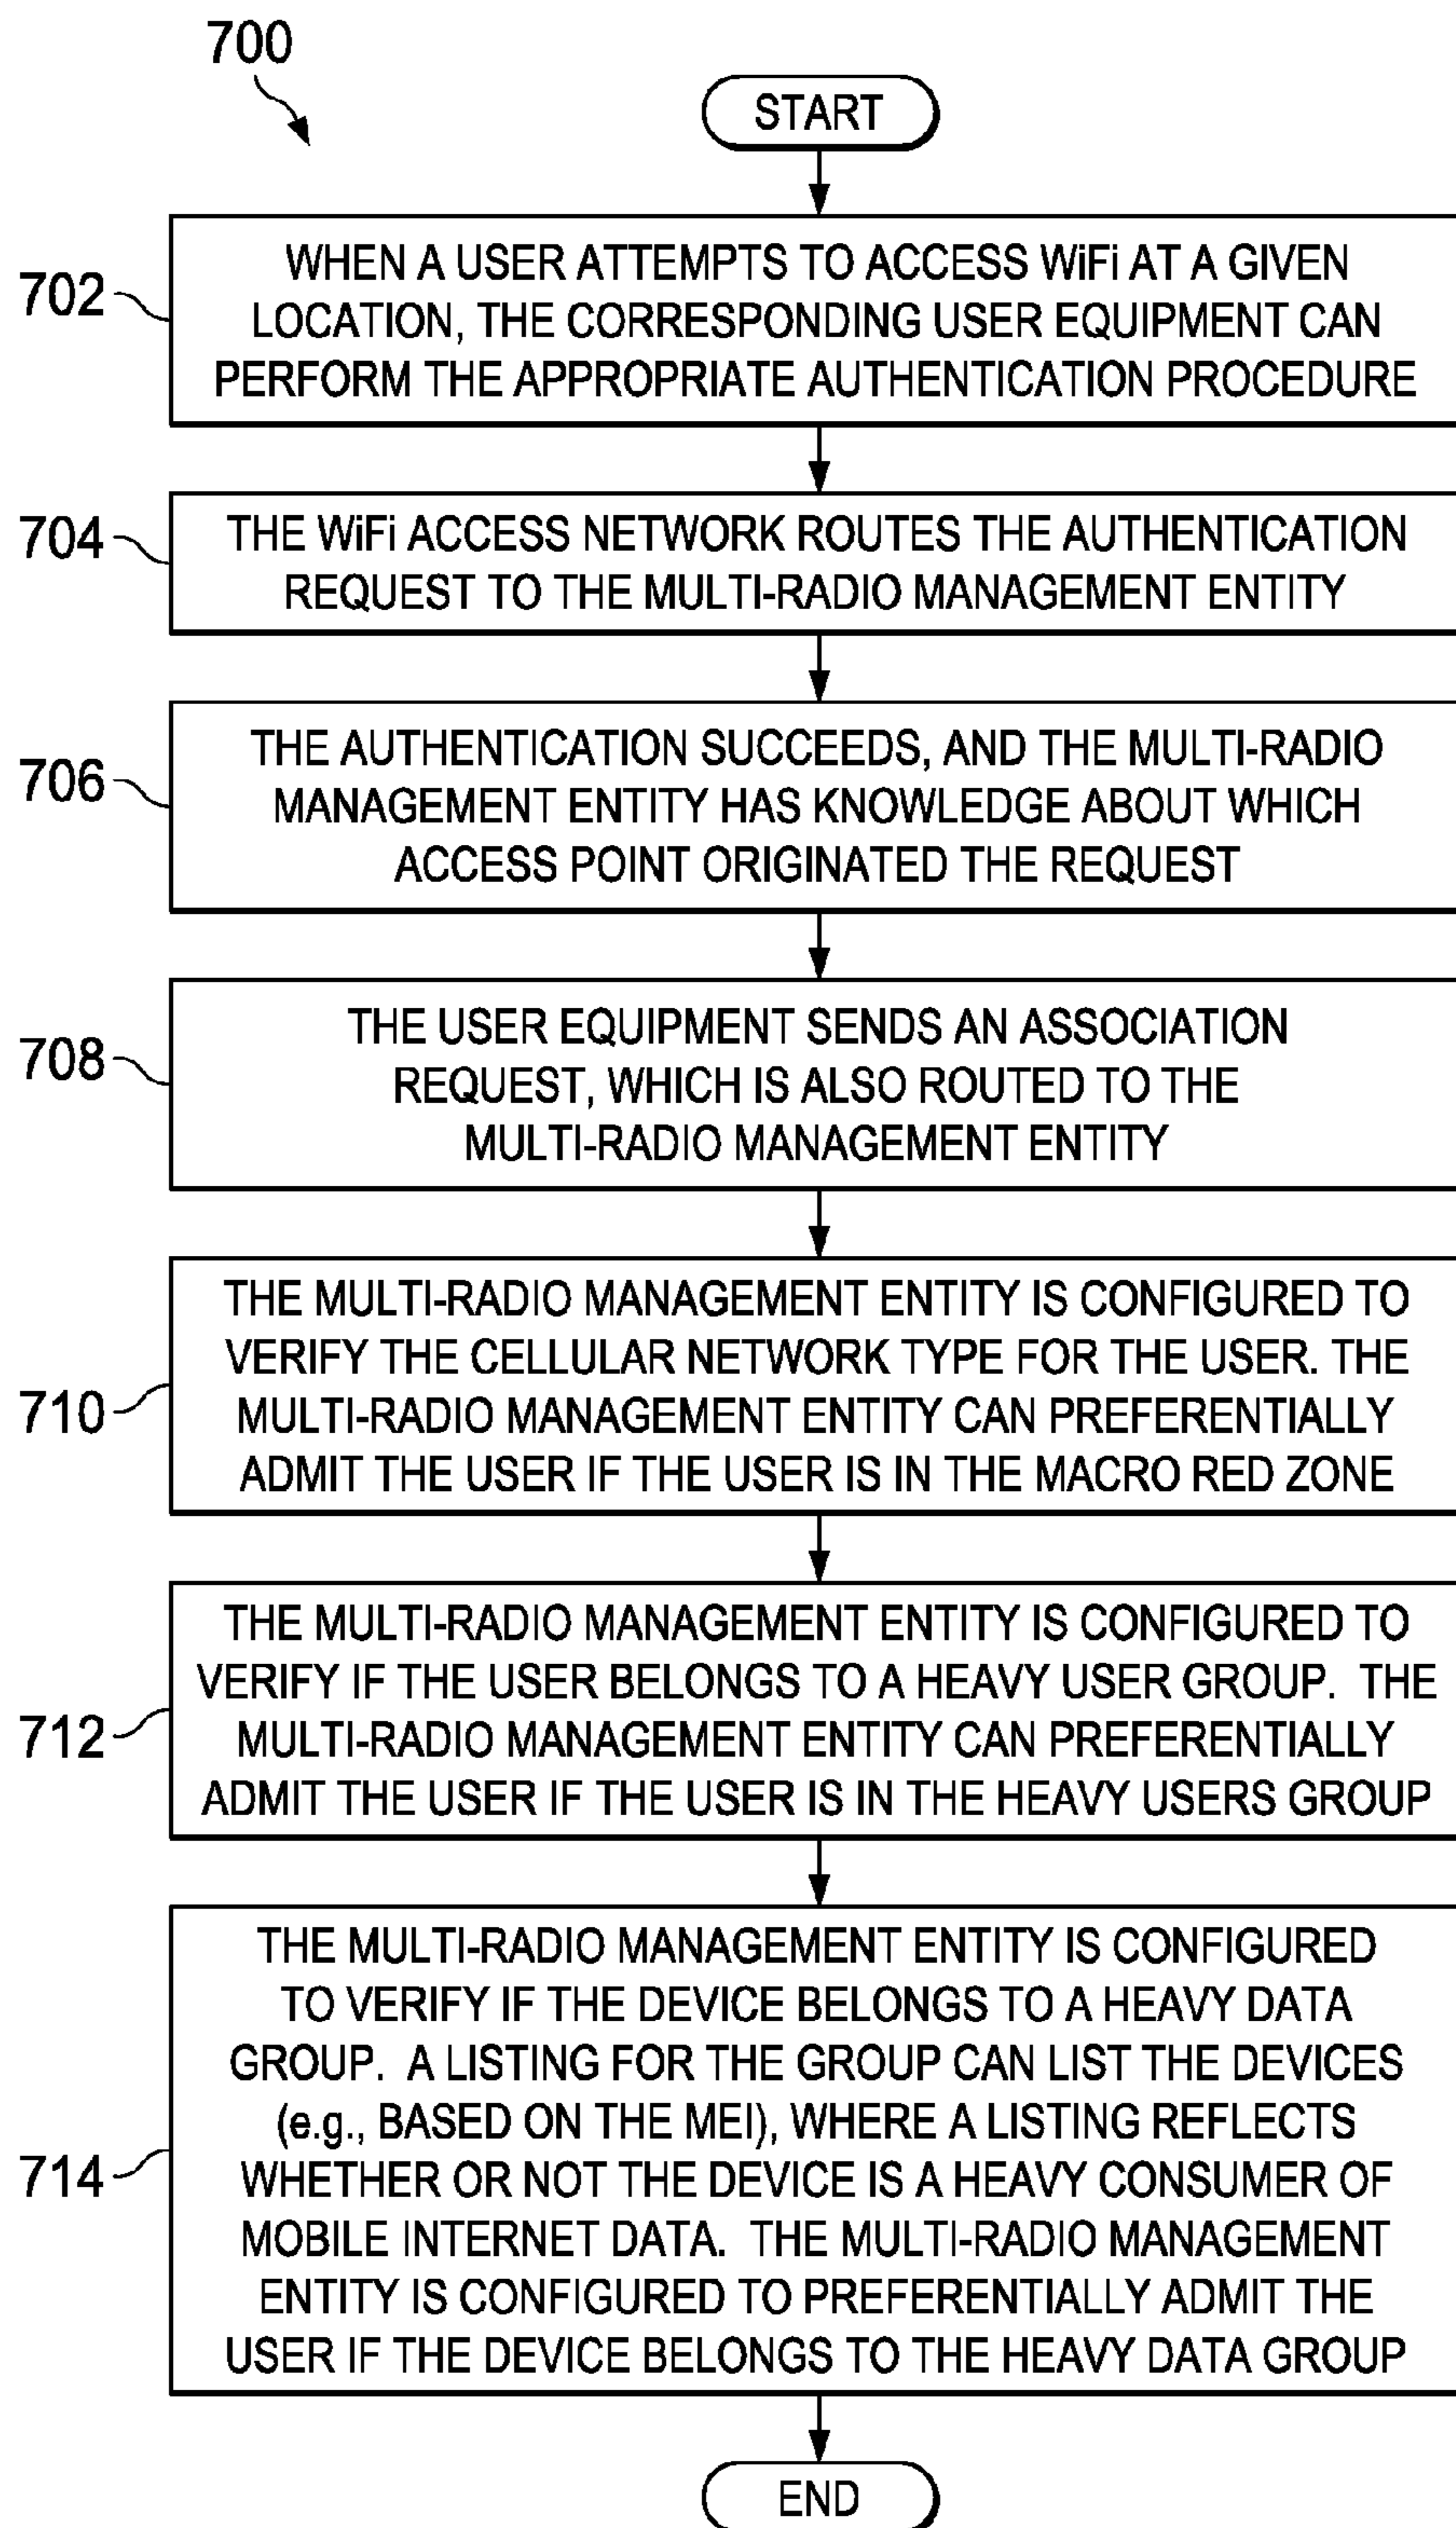 700
START
702
WHEN A USER ATTEMPTS TO ACCESS WiFi AT A GIVEN
LOCATION, THE CORRESPONDING USER EQUIPMENT CAN
PERFORM THE APPROPRIATE AUTHENTICATION PROCEDURE
704
THE WiFi ACCESS NETWORK ROUTES THE AUTHENTICATION
REQUEST TO THE MULTI-RADIO MANAGEMENT ENTITY
706
THE AUTHENTICATION SUCCEEDS, AND THE MULTI-RADIO
MANAGEMENT ENTITY HAS KNOWLEDGE ABOUT WHICH
ACCESS POINT ORIGINATED THE REQUEST
708
THE USER EQUIPMENT SENDS AN ASSOCIATION
REQUEST, WHICH IS ALSO ROUTED TO THE
MULTI-RADIO MANAGEMENT ENTITY
710
THE MULTI-RADIO MANAGEMENT ENTITY IS CONFIGURED TO
VERIFY THE CELLULAR NETWORK TYPE FOR THE USER. THE
MULTI-RADIO MANAGEMENT ENTITY CAN PREFERENTIALLY
ADMIT THE USER IF THE USER IS IN THE MACRO RED ZONE
712
THE MULTI-RADIO MANAGEMENT ENTITY IS CONFIGURED TO
VERIFY IF THE USER BELONGS TO A HEAVY USER GROUP. THE
MULTI-RADIO MANAGEMENT ENTITY CAN PREFERENTIALLY
ADMIT THE USER IF THE USER IS IN THE HEAVY USERS GROUP
714
THE MULTI-RADIO MANAGEMENT ENTITY IS CONFIGURED
TO VERIFY IF THE DEVICE BELONGS TO A HEAVY DATA
GROUP. A LISTING FOR THE GROUP CAN LIST THE DEVICES
(e.g., BASED ON THE MEI), WHERE A LISTING REFLECTS
WHETHER OR NOT THE DEVICE IS A HEAVY CONSUMER OF
MOBILE INTERNET DATA. THE MULTI-RADIO MANAGEMENT
ENTITY IS CONFIGURED TO PREFERENTIALLY ADMIT THE
USER IF THE DEVICE BELONGS TO THE HEAVY DATA GROUP
END